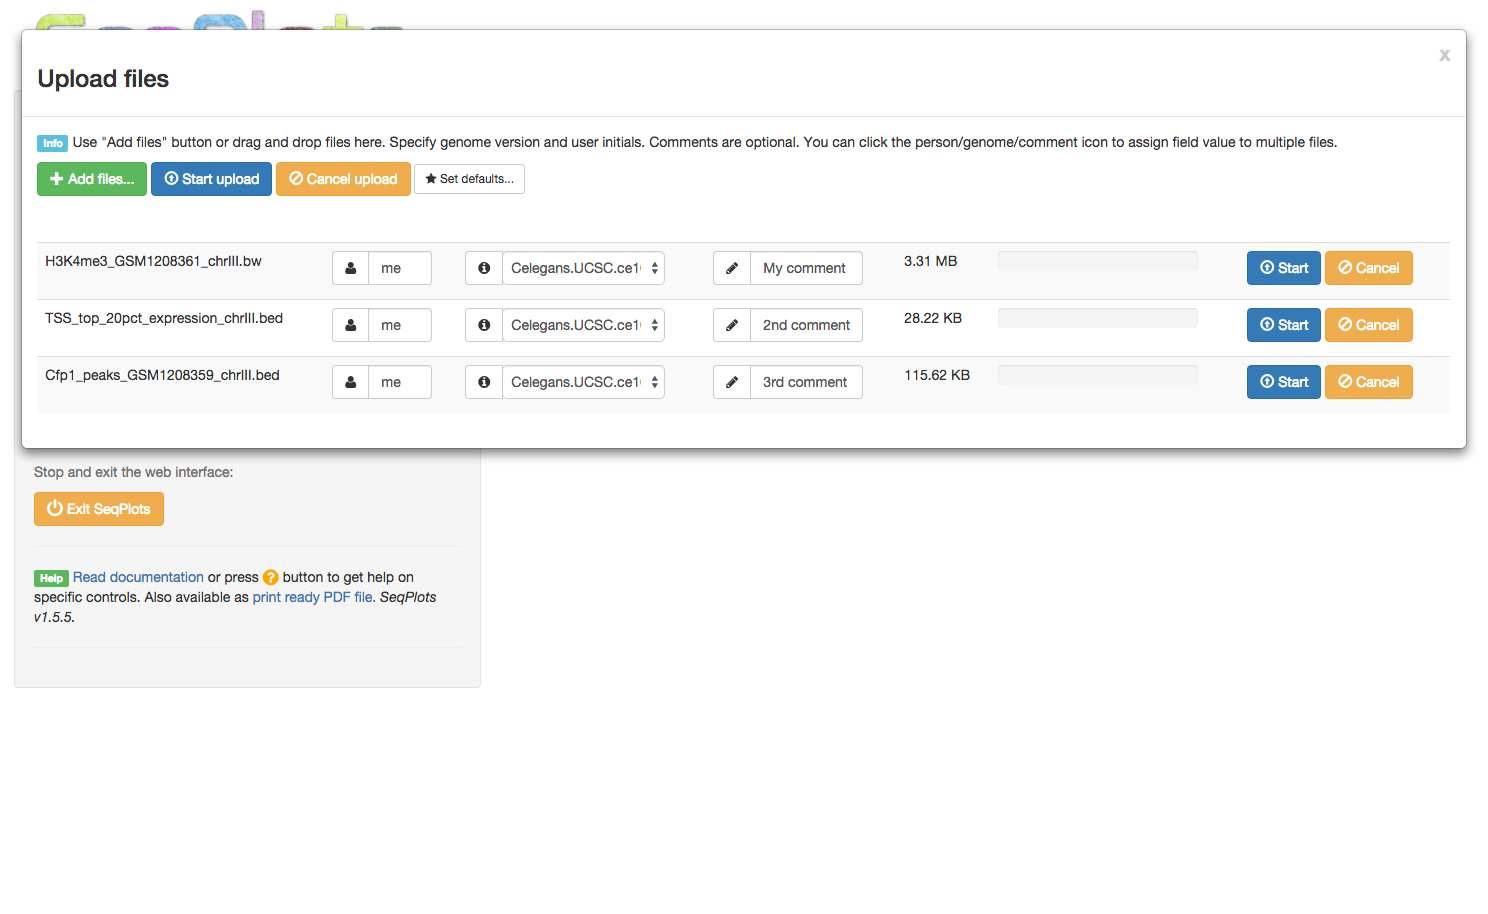 x
Upload files
Info Use "Add files" button or drag and drop files here. Specify genome version and user initials. Comments are optional. You can click the person/genome/comment icon to assign field value to multiple files.
Add files... Start upload Cancel upload Set defaults...
H3K4me3_GSM1208361_chrIII.bw me Celegans.UCSC.ce1 My comment 3.31 MB Start Cancel
TSS_top_20pct_expression_chrIII.bed me Celegans.UCSC.ce1 2nd comment 28.22 KB Start Cancel
Cfp1_peaks_GSM1208359_chrIII.bed me Celegans.UCSC.ce1 3rd comment 115.62 KB Start Cancel
Stop and exit the web interface:
Exit SeqPlots
Help Read documentation or press ? button to get help on
specific controls. Also available as print ready PDF file. SeqPlots
v1.5.5.